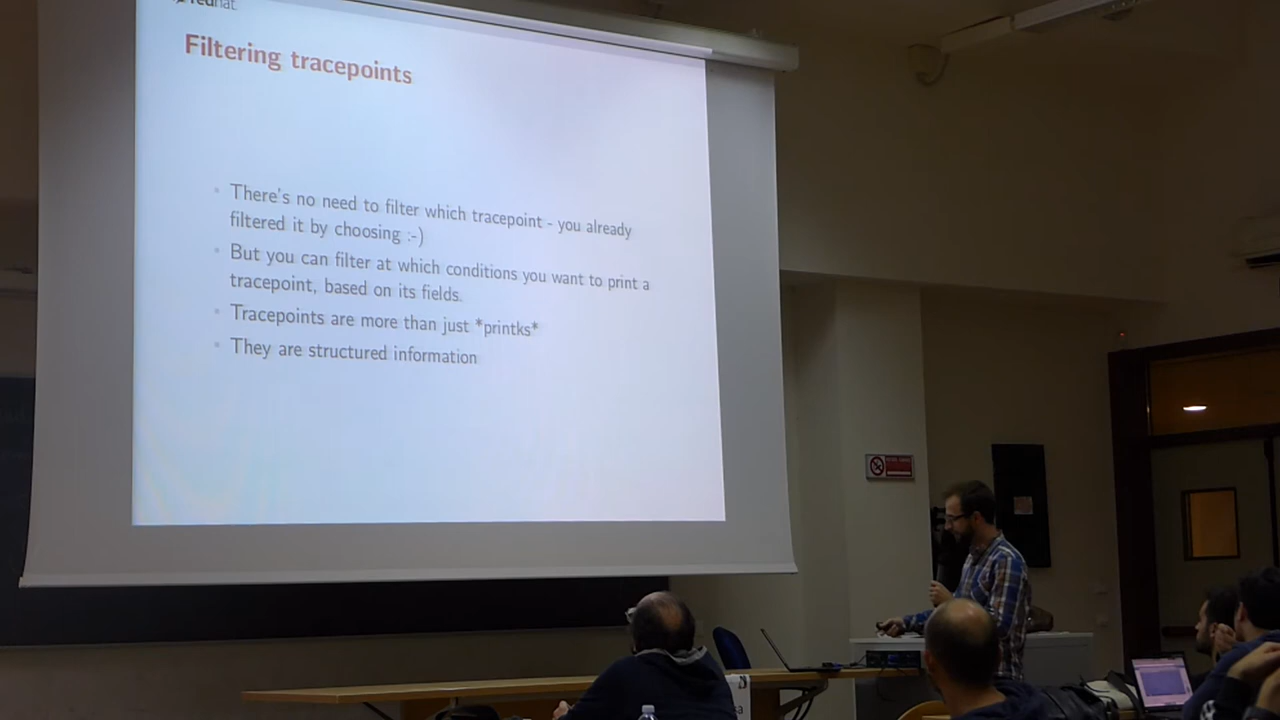 redhat
Filtering tracepoints
There's no need to filter which tracepoint - you already
filtered it by choosing :-)
But you can filter at which conditions you want to print a
tracepoint, based on its fields.
Tracepoints are more than just *printks*
They are structured information